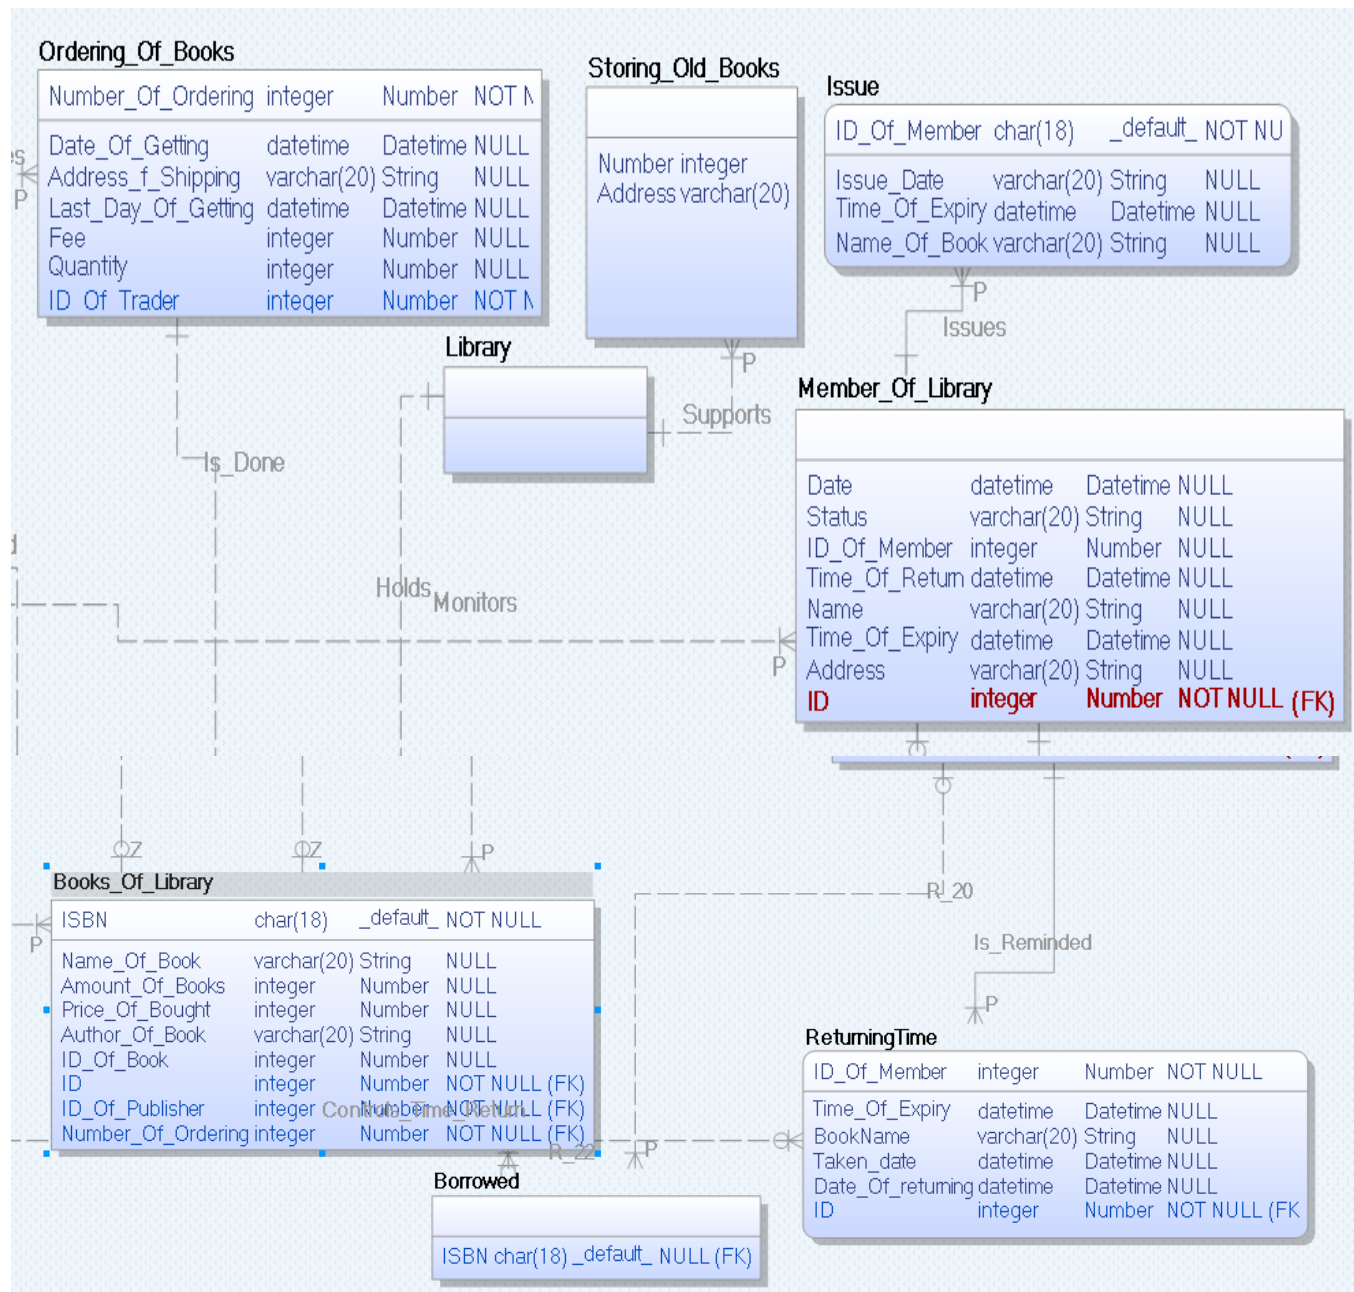 Ordering_Of_Books
Number_Of_Ordering integer Number NOT N
Date_Of_Getting datetime Datetime NULL
Address_f_Shipping varchar(20) String NULL
Last_Day_Of_Getting datetime Datetime NULL
Fee integer Number NULL
Quantity integer Number NULL
ID_Of_Trader integer Number NOT N
es
P
Storing_Old_Books
Number integer
Address varchar(20)
P
Issue
ID_Of_Member char(18) _default_ NOT NU
Issue_Date varchar(20) String NULL
Time_Of_Expiry datetime Datetime NULL
Name_Of_Book varchar(20) String NULL
P
Issues
Library
Supports
Is_Done
Holds
Monitors
d
Member_Of_Library
Date datetime Datetime NULL
Status varchar(20) String NULL
ID_Of_Member integer Number NULL
Time_Of_Return datetime Datetime NULL
Name varchar(20) String NULL
Time_Of_Expiry datetime Datetime NULL
Address varchar(20) String NULL
ID integer Number NOT NULL (FK)
P
Z
Z
P
Books_Of_Library
ISBN char(18) _default_ NOT NULL
Name_Of_Book varchar(20) String NULL
Amount_Of_Books integer Number NULL
Price_Of_Bought integer Number NULL
Author_Of_Book varchar(20) String NULL
ID_Of_Book integer Number NULL
ID integer Number NOT NULL (FK)
ID_Of_Publisher integer Number NOT NULL (FK)
Number_Of_Ordering integer Number NOT NULL (FK)
P
R_20
Is_Reminded
P
R_22
P
Borrowed
ISBN char(18) _default_ NULL (FK)
ReturningTime
ID_Of_Member integer Number NOT NULL
Time_Of_Expiry datetime Datetime NULL
BookName varchar(20) String NULL
Taken_date datetime Datetime NULL
Date_Of_returning datetime Datetime NULL
ID integer Number NOT NULL (FK